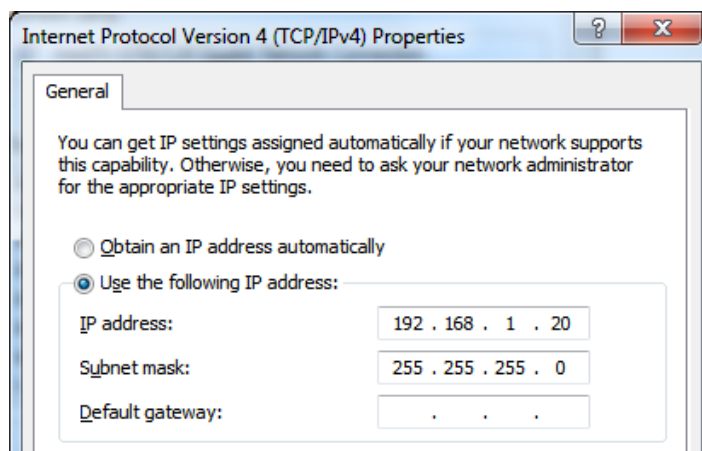 Internet Protocol Version 4 (TCP/IPv4) Properties
General
You can get IP settings assigned automatically if your network supports
this capability. Otherwise, you need to ask your network administrator
for the appropriate IP settings.
Obtain an IP address automatically
Use the following IP address:
IP address: 192 . 168 . 1 . 20
Subnet mask: 255 . 255 . 255 . 0
Default gateway: . . .